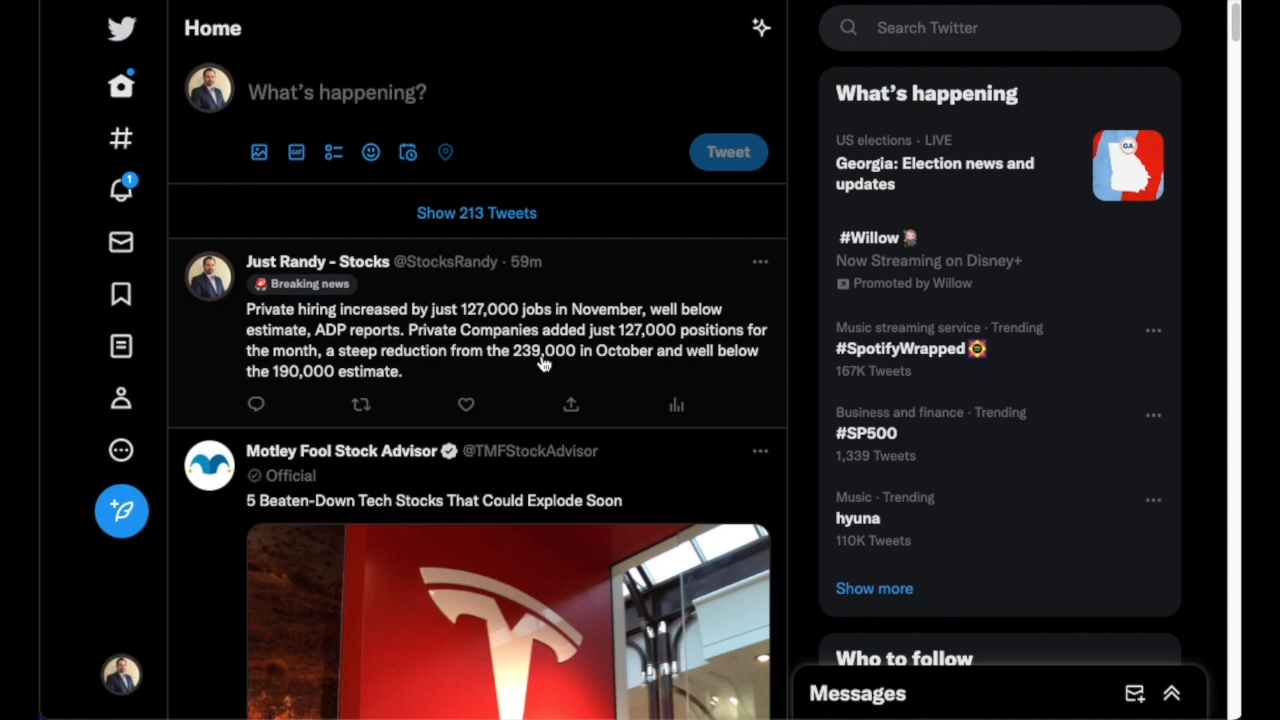 Home
What's happening?
GIF
Tweet
1
Show 213 Tweets
Just Randy - Stocks @StocksRandy · 59m
Breaking news
Private hiring increased by just 127,000 jobs in November, well below
estimate, ADP reports. Private Companies added just 127,000 positions for
the month, a steep reduction from the 239,000 in October and well below
the 190,000 estimate.
Motley Fool Stock Advisor @TMFStockAdvisor
Official
5 Beaten-Down Tech Stocks That Could Explode Soon
Search Twitter
What's happening
US elections · LIVE
Georgia: Election news and
updates
GA
#Willow
Now Streaming on Disney+
Promoted by Willow
Music streaming service · Trending
#SpotifyWrapped
167K Tweets
Business and finance · Trending
#SP500
1,339 Tweets
Music · Trending
hyuna
110K Tweets
Show more
Who to follow
Messages